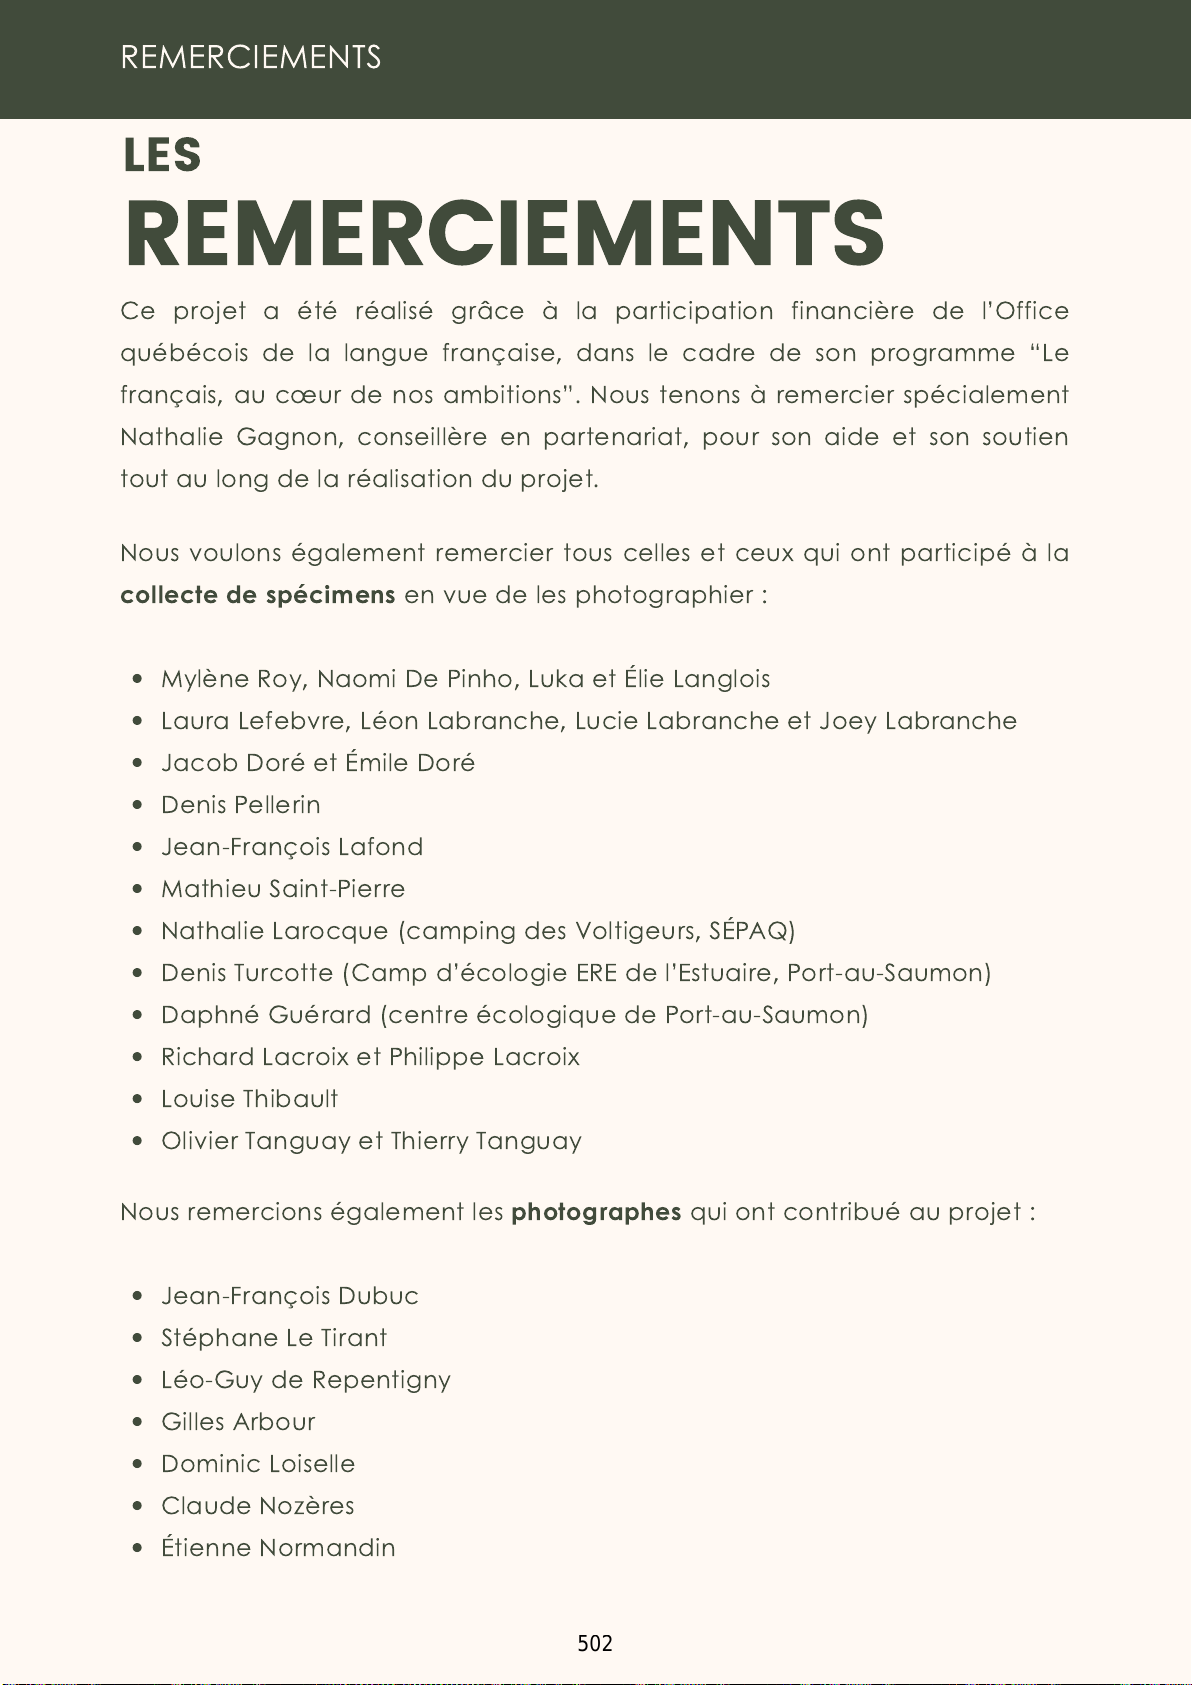 REMERCIEMENTS
LES
REMERCIEMENTS
Ce projet a été réalisé grâce à la participation financière de l’Office
québécois de la langue française, dans le cadre de son programme “Le
français, au cœur de nos ambitions”. Nous tenons à remercier spécialement
Nathalie Gagnon, conseillère en partenariat, pour son aide et son soutien
tout au long de la réalisation du projet.
Nous voulons également remercier tous celles et ceux qui ont participé à la
collecte de spécimens en vue de les photographier :
• Mylène Roy, Naomi De Pinho, Luka et Élie Langlois
• Laura Lefebvre, Léon Labranche, Lucie Labranche et Joey Labranche
• Jacob Doré et Émile Doré
• Denis Pellerin
• Jean-François Lafond
• Mathieu Saint-Pierre
• Nathalie Larocque (camping des Voltigeurs, SÉPAQ)
• Denis Turcotte (Camp d’écologie ERE de l’Estuaire, Port-au-Saumon)
• Daphné Guérard (centre écologique de Port-au-Saumon)
• Richard Lacroix et Philippe Lacroix
• Louise Thibault
• Olivier Tanguay et Thierry Tanguay
Nous remercions également les photographes qui ont contribué au projet :
• Jean-François Dubuc
• Stéphane Le Tirant
• Léo-Guy de Repentigny
• Gilles Arbour
• Dominic Loiselle
• Claude Nozères
• Étienne Normandin
502